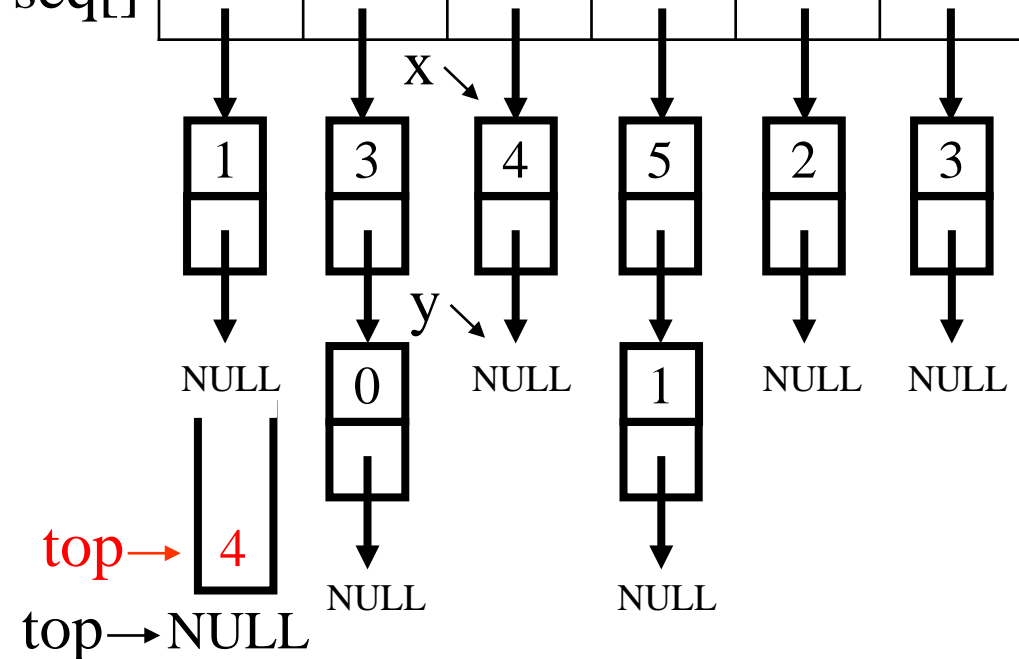 seq[]
x
1 3 4 5 2 3
y
NULL NULL NULL NULL
0 1
top 4
NULL NULL
top NULL